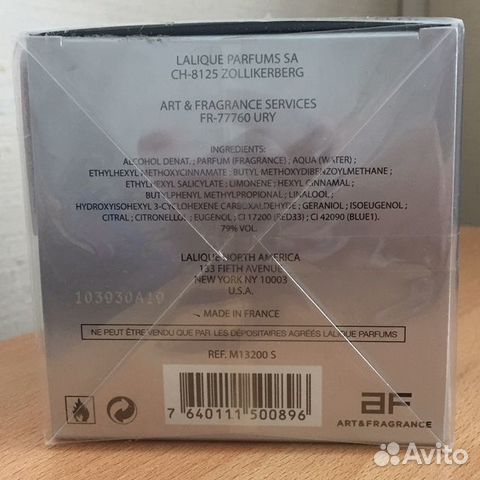 LALIQUE PARFUMS SA
CH-8125 ZOLLIKERBERG
ART & FRAGRANCE SERVICES
FR-77760 URY
INGREDIENTS:
ALCOHOL DENAT. ; PARFUM (FRAGRANCE) ; AQUA (WATER) ;
ETHYLHEXYL METHOXYCINNAMATE ; BUTYL METHOXYDIBENZOYLMETHANE ;
ETHYLHEXYL SALICYLATE ; LIMONENE ; HEXYL CINNAMAL ;
BUTYLPHENYL METHYLPROPIONAL ; LINALOOL ;
HYDROXYISOHEXYL 3-CYCLOHEXENE CARBOXALDEHYDE ; GERANIOL ; ISOEUGENOL ;
CITRAL ; CITRONELLOL ; EUGENOL ; CI 17200 (RED33) ; CI 42090 (BLUE1).
79% VOL.
LALIQUE NORTH AMERICA
133 FIFTH AVENUE
NEW YORK NY 10003
U.S.A.
103030A10
MADE IN FRANCE
NE PEUT ÊTRE VENDU QUE PAR LES DÉPOSITAIRES AGRÉÉS LALIQUE PARFUMS
REF. M13200 S
7 640111 500896
AF
ART&FRAGRANCE
Avito